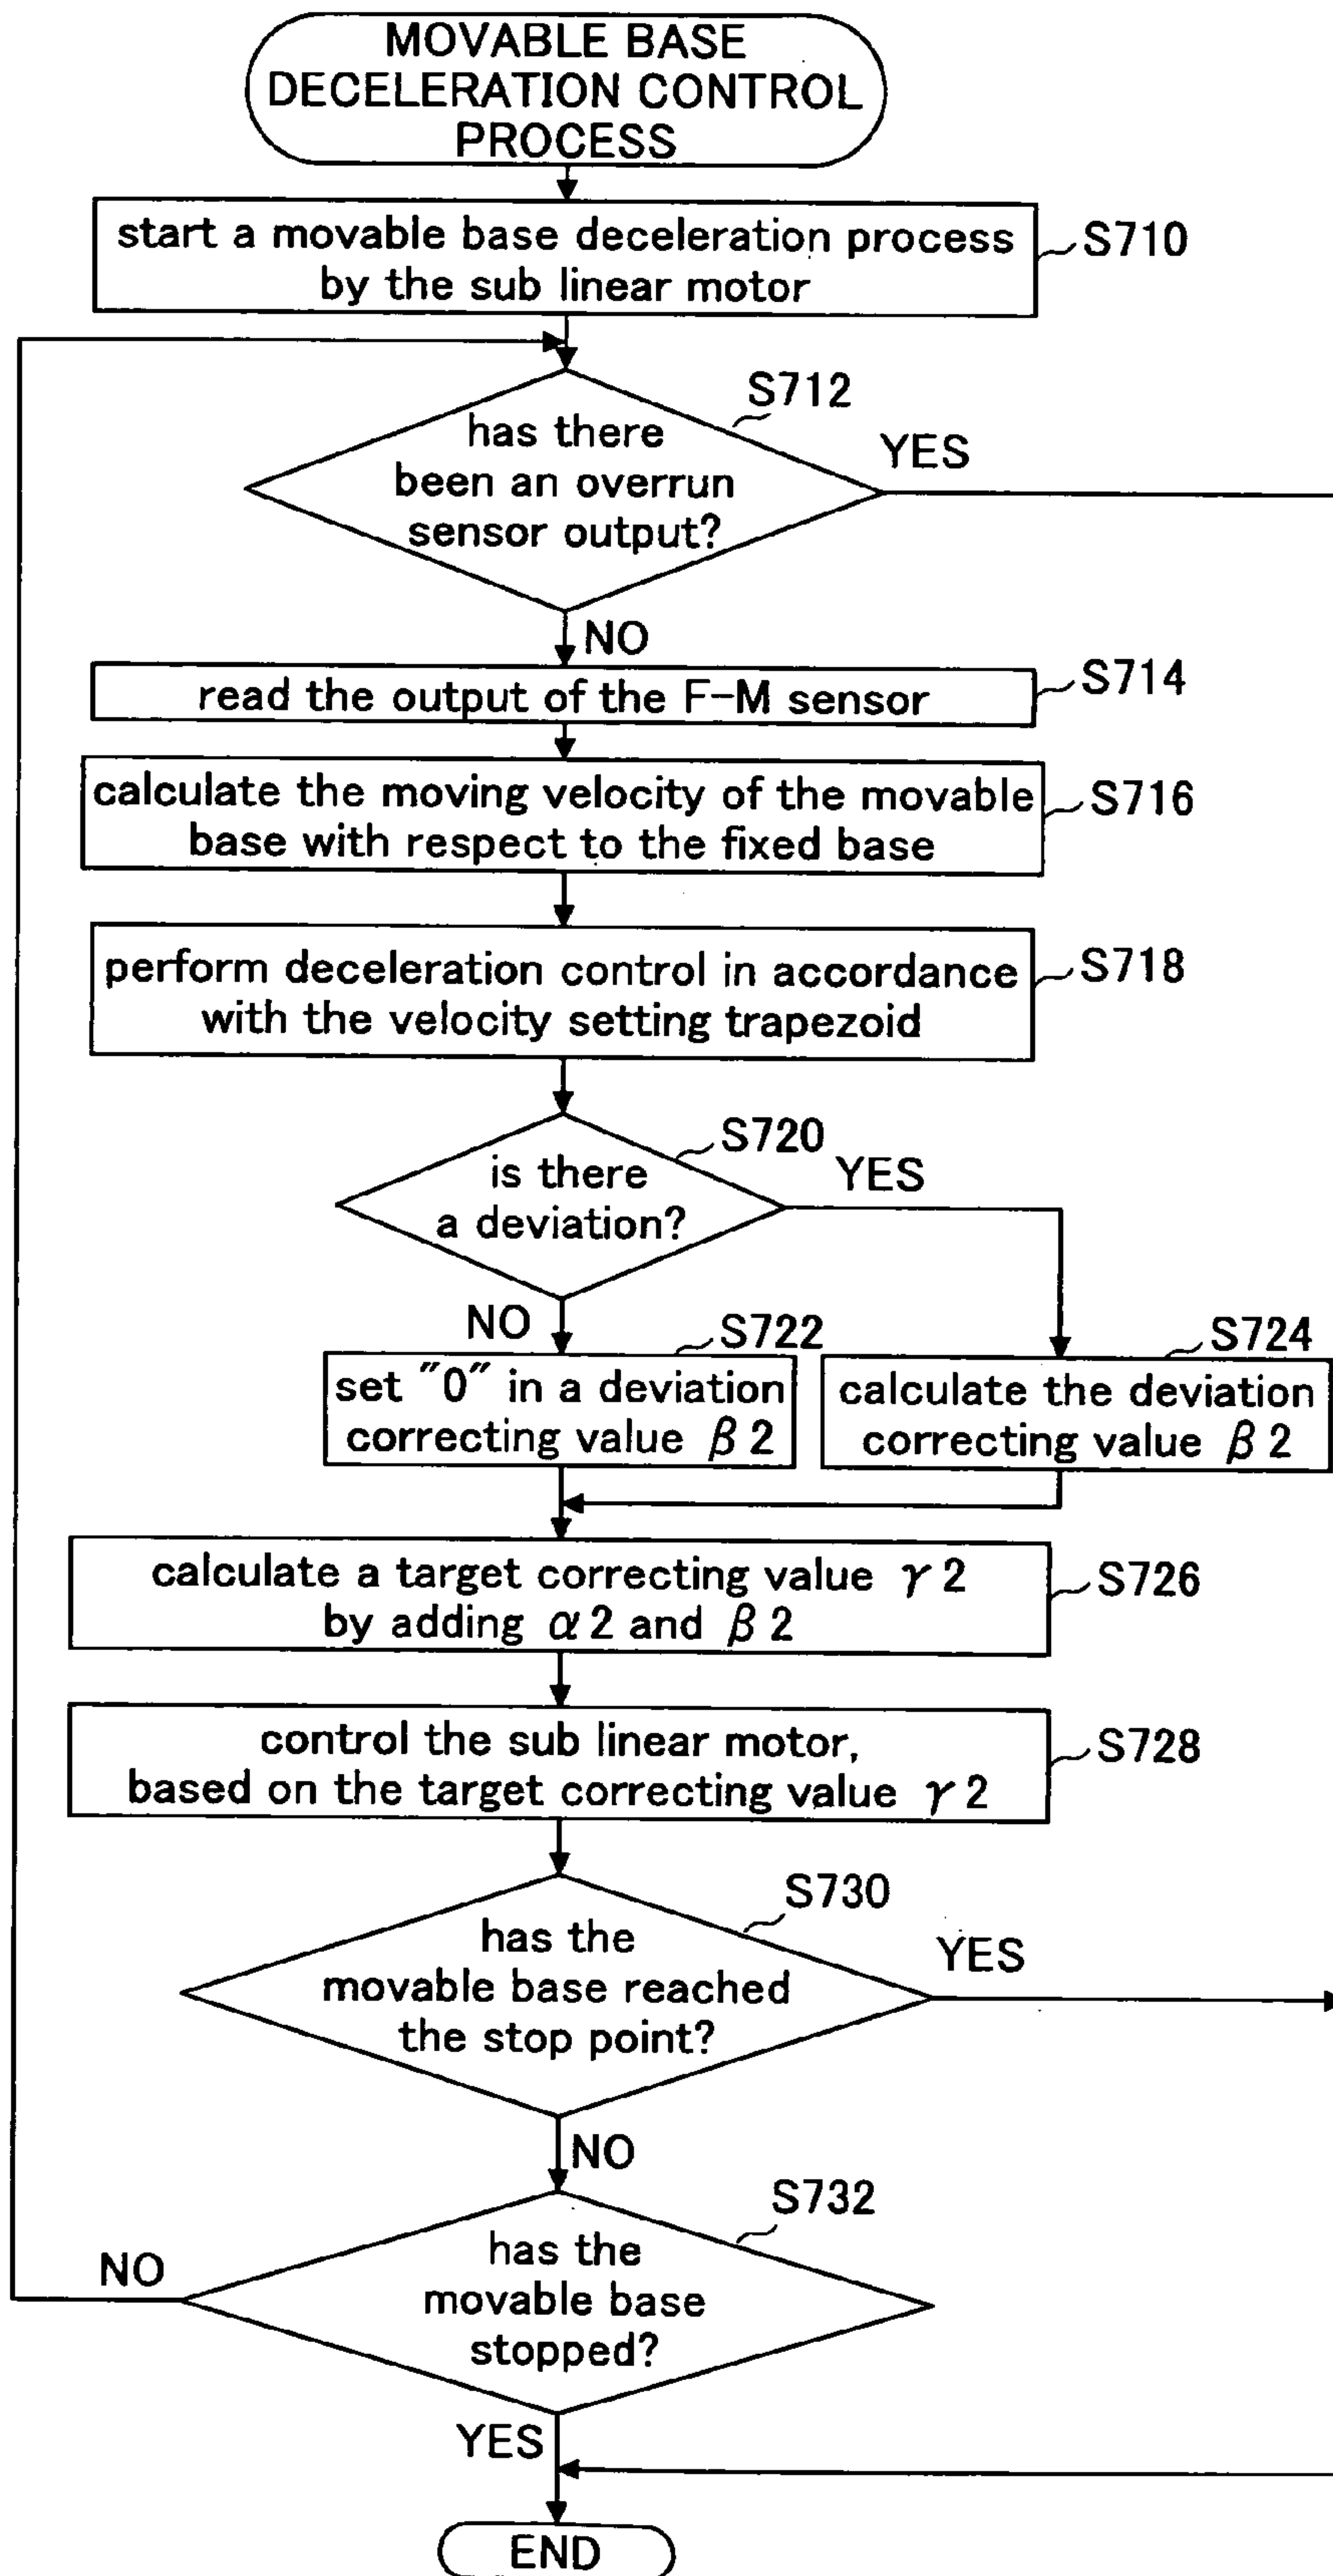 MOVABLE BASE
DECELERATION CONTROL
PROCESS
start a movable base deceleration process
by the sub linear motor
S710
S712
has there
been an overrun
sensor output?
YES
NO
read the output of the F-M sensor
S714
calculate the moving velocity of the movable
base with respect to the fixed base
S716
perform deceleration control in accordance
with the velocity setting trapezoid
S718
S720
is there
a deviation?
YES
NO
S722
set "0" in a deviation
correcting value β2
S724
calculate the deviation
correcting value β2
calculate a target correcting value γ2
by adding α2 and β2
S726
control the sub linear motor,
based on the target correcting value γ2
S728
S730
has the
movable base reached
the stop point?
YES
NO
S732
has the
movable base
stopped?
NO
YES
END